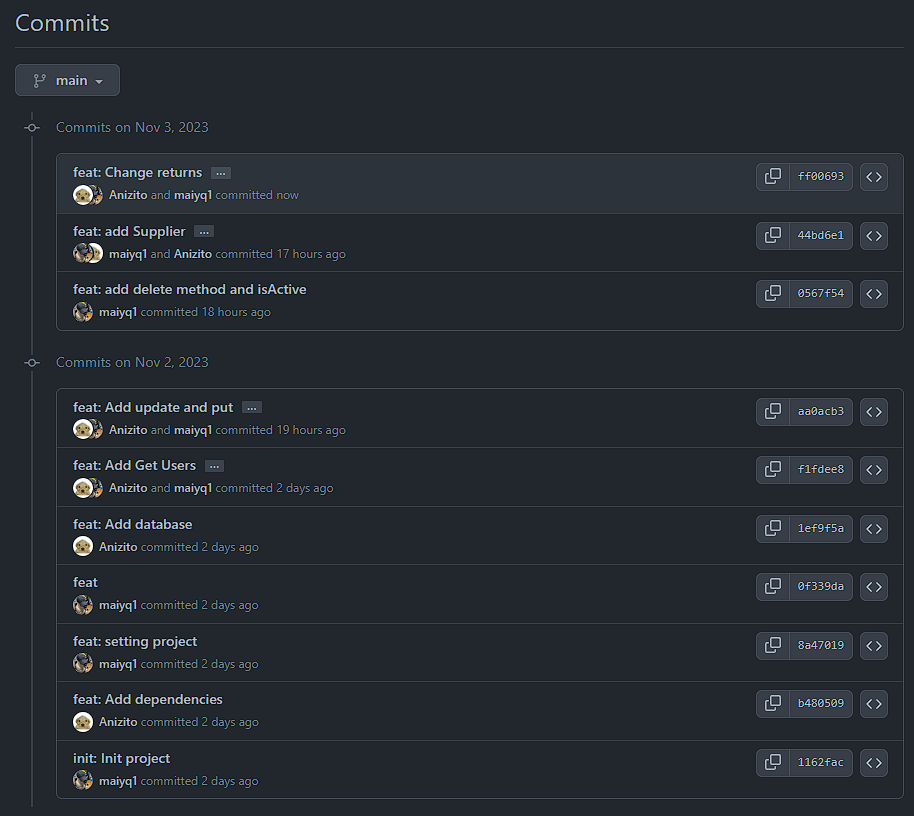 Commits
main
Commits on Nov 3, 2023
feat: Change returns ...
Anizito and maiyq1 committed now
ff00693
feat: add Supplier ...
maiyq1 and Anizito committed 17 hours ago
44bd6e1
feat: add delete method and isActive
maiyq1 committed 18 hours ago
0567f54
Commits on Nov 2, 2023
feat: Add update and put ...
Anizito and maiyq1 committed 19 hours ago
aa0acb3
feat: Add Get Users ...
Anizito and maiyq1 committed 2 days ago
f1fdee8
feat: Add database
Anizito committed 2 days ago
1ef9f5a
feat
maiyq1 committed 2 days ago
0f339da
feat: setting project
maiyq1 committed 2 days ago
8a47019
feat: Add dependencies
Anizito committed 2 days ago
b480509
init: Init project
maiyq1 committed 2 days ago
1162fac